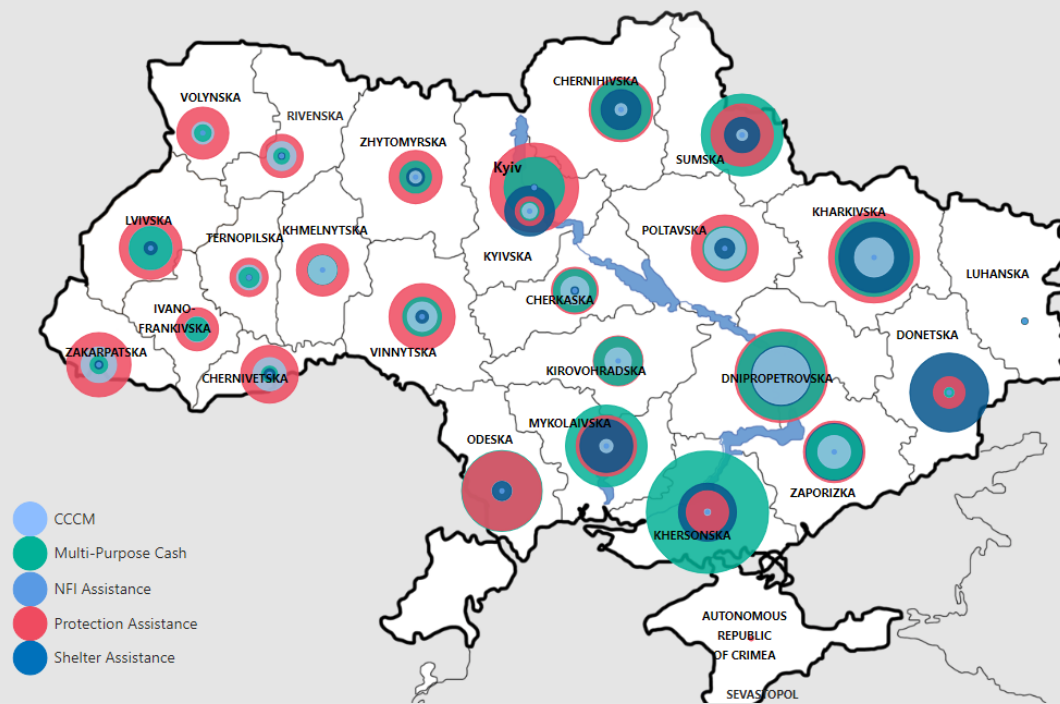 CHERNIHIVSKA
VOLYNSKA
RIVENSKA
ZHYTOMYRSKA
SUMSKA
Kyiv
KHARKIVSKA
LVIVSKA
KHMELNYTSKA
TERNOPILSKA
POLTAVSKA
KYIVSKA
LUHANSKA
CHERKASKA
IVANO-
FRANKIVSKA
DONETSKA
ZAKARPATSKA
VINNYTSKA
KIROVOHRADSKA
CHERNIVETSKA
DNIPROPETROVSKA
MYKOLAIVSKA
ODESKA
ZAPORIZKA
KHERSONSKA
CCCM
Multi-Purpose Cash
NFI Assistance
Protection Assistance
Shelter Assistance
AUTONOMOUS
REPUBLIC
OF CRIMEA
SEVASTOPOL